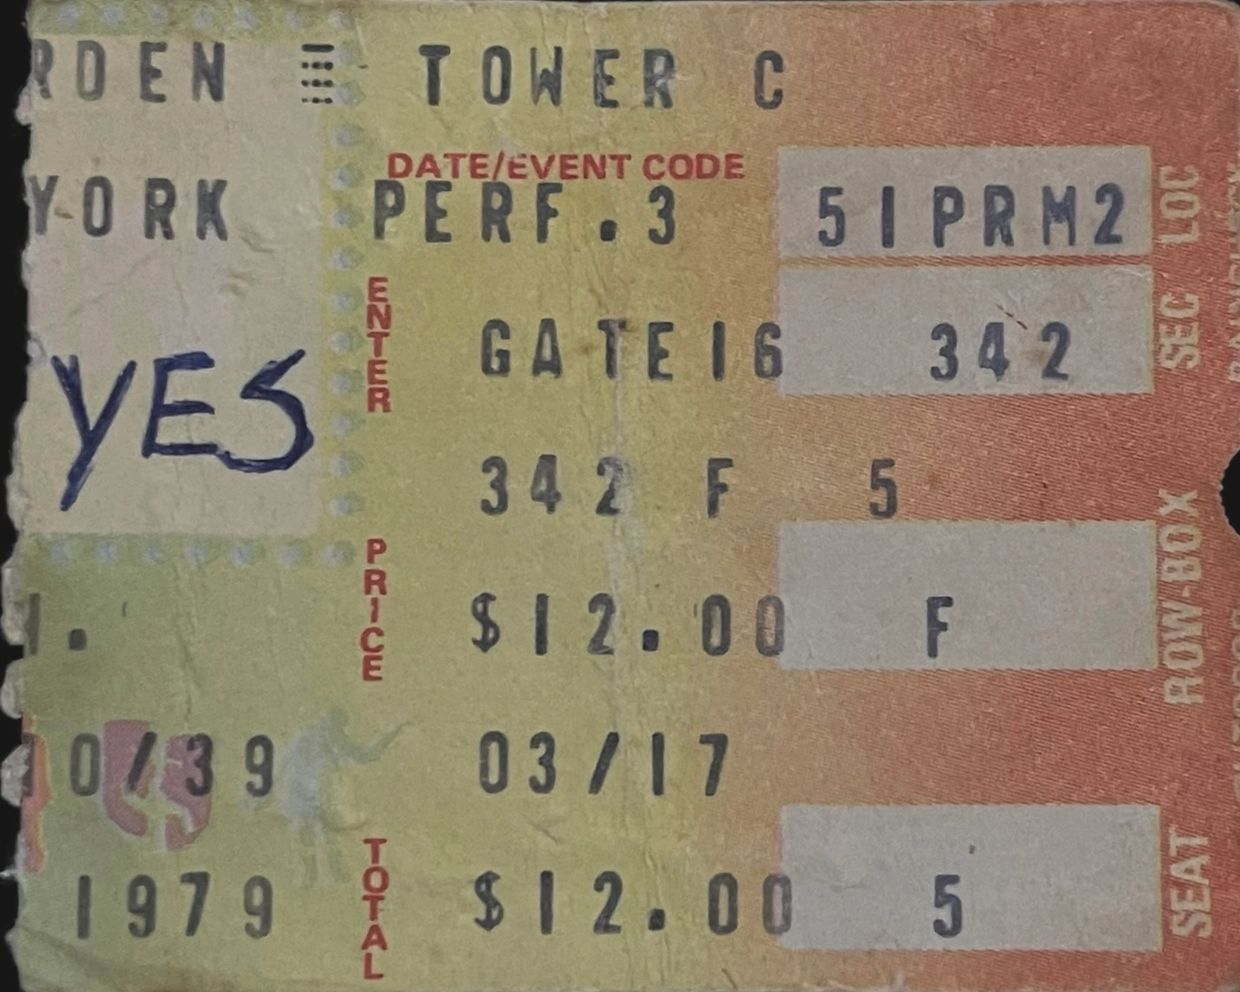 RDEN TOWER C
DATE/EVENT CODE
YORK PERF.3 51PRM2
LOC
ENTER GATE16 342
SEC
YES
342 F 5
PRICE $12.00 F
ROW-BOX
0/39 03/17
1979 TOTAL $12.00 5
SEAT